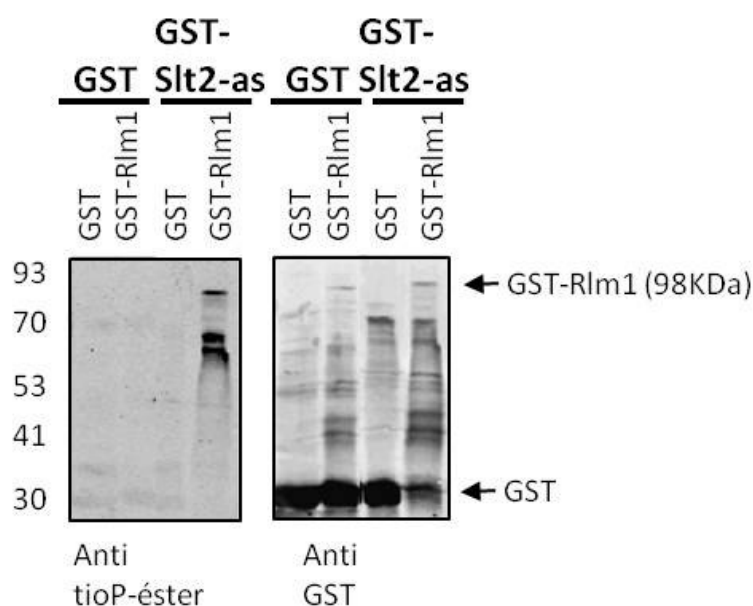 GST-
GST Slt2-as
GST-
GST Slt2-as
GST
GST-Rlm1
GST
GST-Rlm1
GST
GST-Rlm1
GST
GST-Rlm1
93
70
53
41
30
GST-Rlm1 (98KDa)
GST
Anti
tioP-éster
Anti
GST